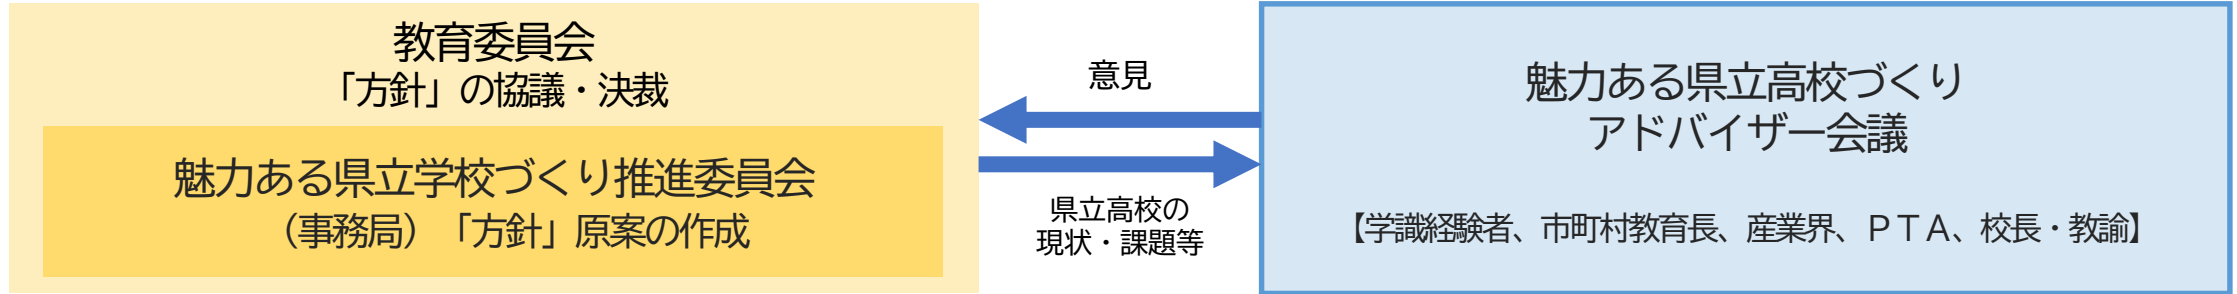 教育委員会
「方針」の協議・決裁
魅力ある県立学校づくり推進委員会
（事務局）「方針」原案の作成
意見
県立高校の
現状・課題等
魅力ある県立高校づくり
アドバイザー会議
【学識経験者、市町村教育長、産業界、ＰＴＡ、校長・教諭】